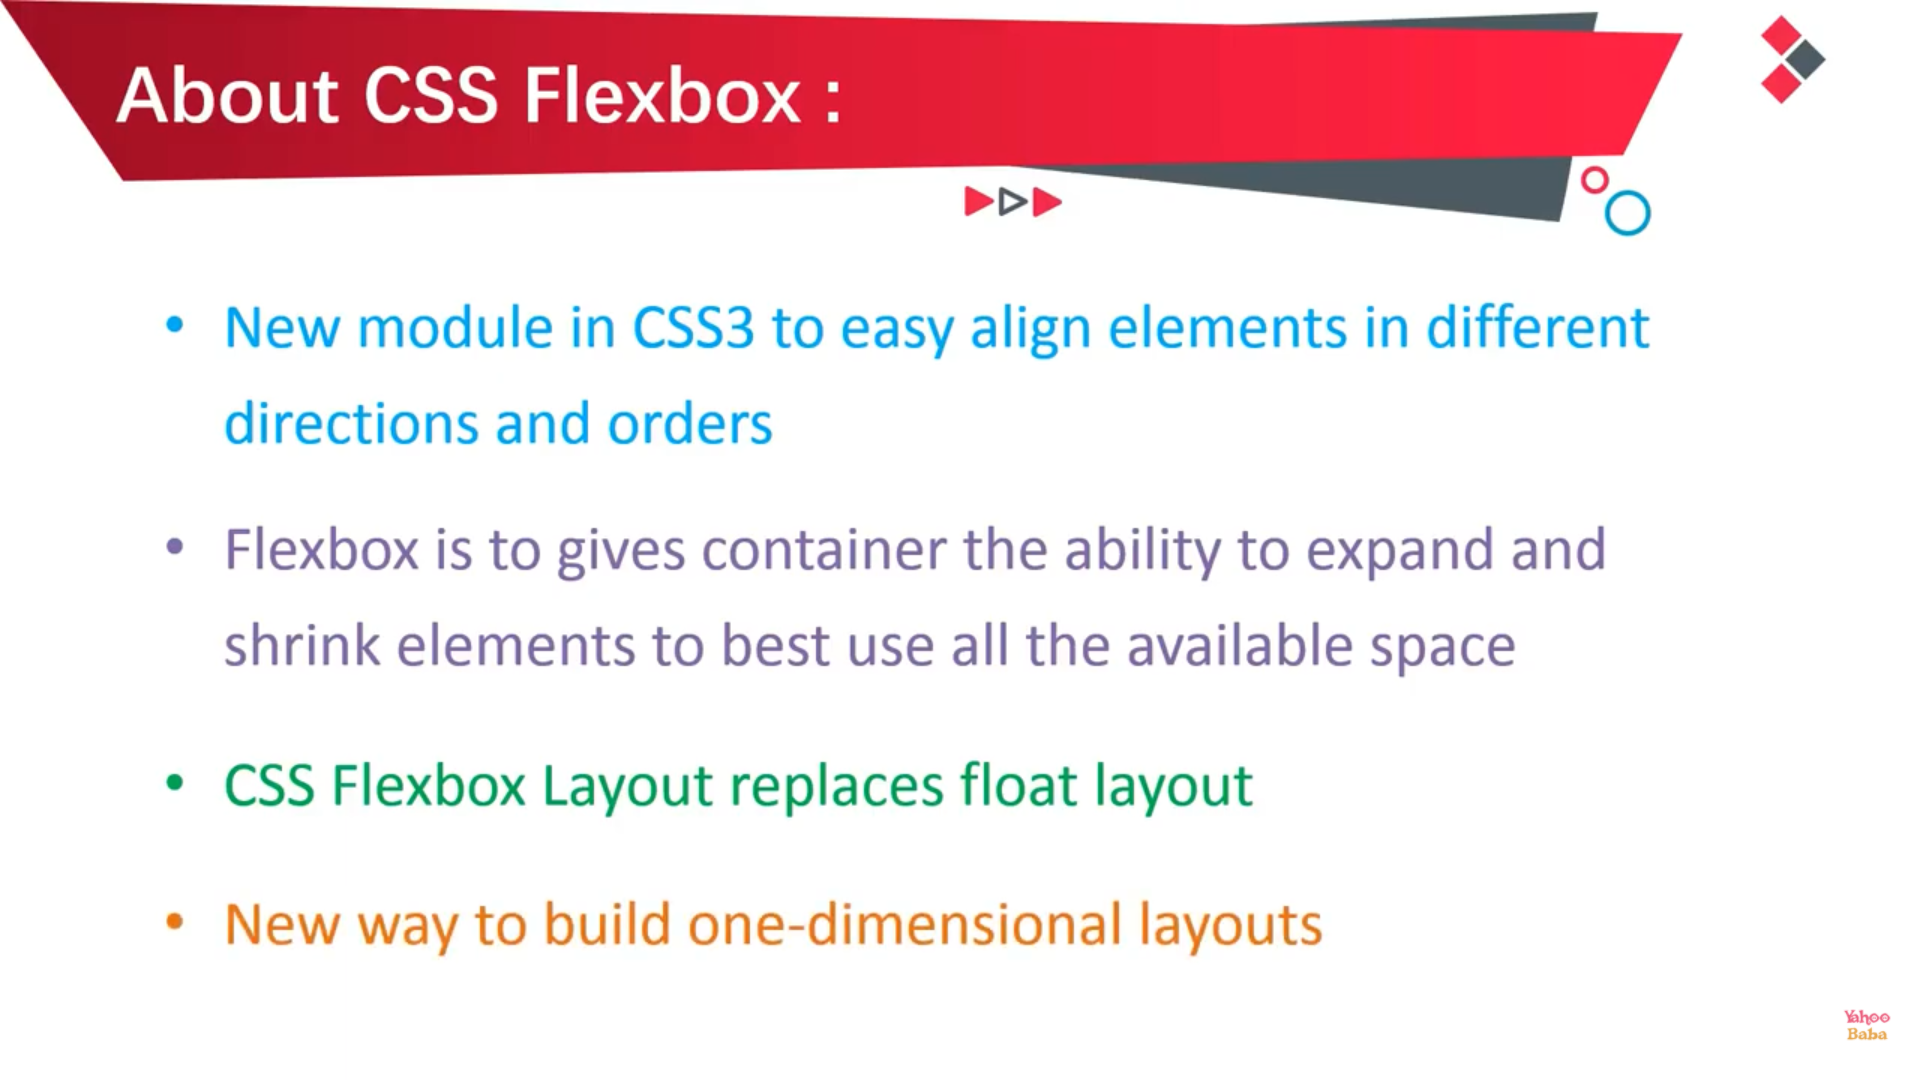 About CSS Flexbox :
• New module in CSS3 to easy align elements in different
directions and orders
• Flexbox is to gives container the ability to expand and
shrink elements to best use all the available space
• CSS Flexbox Layout replaces float layout
• New way to build one-dimensional layouts
Yahoo
Baba